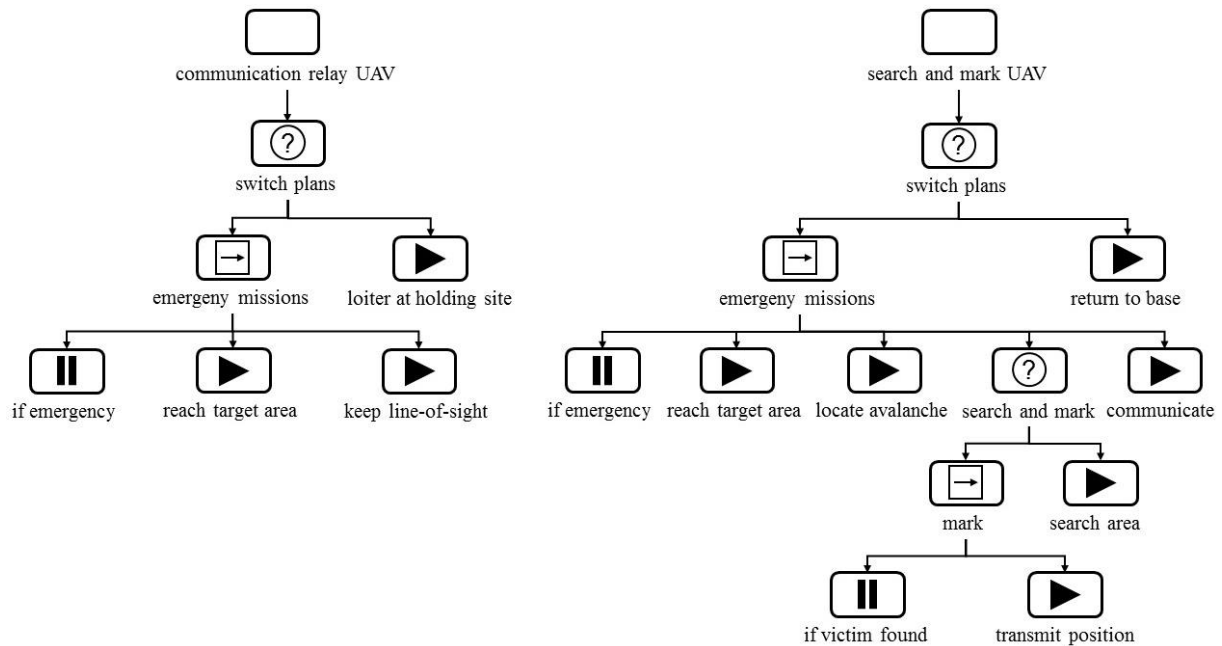 communication relay UAV
search and mark UAV
?
?
switch plans
switch plans
emergeny missions
loiter at holding site
emergeny missions
return to base
?
if emergency
reach target area
keep line-of-sight
if emergency
reach target area
locate avalanche
search and mark
communicate
mark
search area
if victim found
transmit position